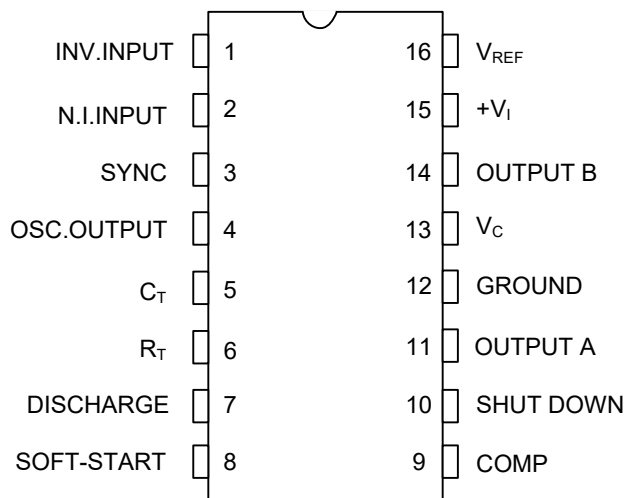 INV.INPUT 1 16 VREF
N.I.INPUT 2 15 +VI
SYNC 3 14 OUTPUT B
OSC.OUTPUT 4 13 VC
CT 5 12 GROUND
RT 6 11 OUTPUT A
DISCHARGE 7 10 SHUT DOWN
SOFT-START 8 9 COMP